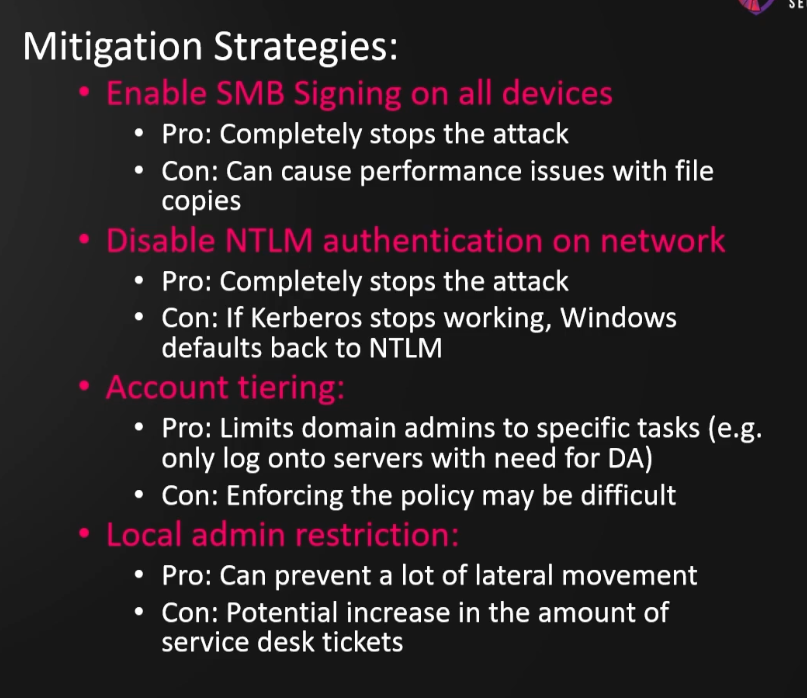 SE
Mitigation Strategies:
• Enable SMB Signing on all devices
• Pro: Completely stops the attack
• Con: Can cause performance issues with file
copies
• Disable NTLM authentication on network
• Pro: Completely stops the attack
• Con: If Kerberos stops working, Windows
defaults back to NTLM
• Account tiering:
• Pro: Limits domain admins to specific tasks (e.g.
only log onto servers with need for DA)
• Con: Enforcing the policy may be difficult
• Local admin restriction:
• Pro: Can prevent a lot of lateral movement
• Con: Potential increase in the amount of
service desk tickets